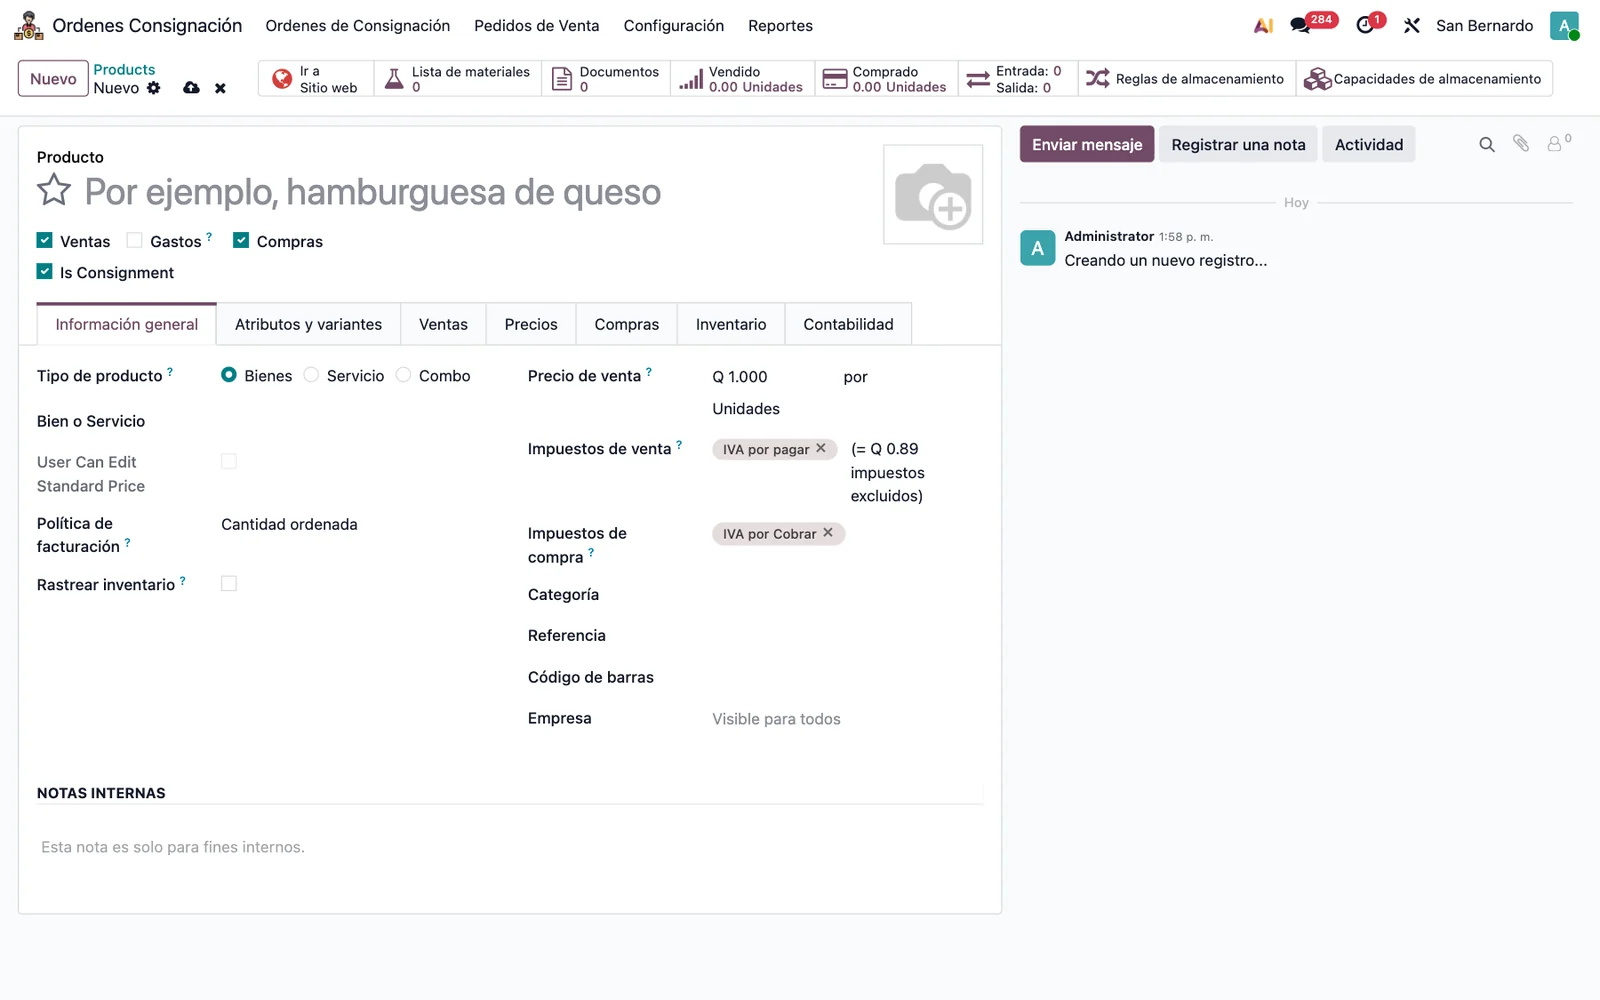 Ordenes Consignación
Ordenes de Consignación
Pedidos de Venta
Configuración
Reportes
284
1
San Bernardo
A
Nuevo
Products
Nuevo
Ir a
Sitio web
Lista de materiales
0
Documentos
0
Vendido
0.00 Unidades
Comprado
0.00 Unidades
Entrada: 0
Salida: 0
Reglas de almacenamiento
Capacidades de almacenamiento
Producto
Por ejemplo, hamburguesa de queso
Ventas
Gastos ?
Compras
Is Consignment
Información general
Atributos y variantes
Ventas
Precios
Compras
Inventario
Contabilidad
Tipo de producto ?
Bienes
Servicio
Combo
Bien o Servicio
User Can Edit
Standard Price
Política de
facturación ?
Cantidad ordenada
Rastrear inventario ?
Precio de venta ?
Q 1.000
por
Unidades
Impuestos de venta ?
IVA por pagar
(= Q 0.89
impuestos
excluidos)
Impuestos de
compra ?
IVA por Cobrar
Categoría
Referencia
Código de barras
Empresa
Visible para todos
NOTAS INTERNAS
Esta nota es solo para fines internos.
Enviar mensaje
Registrar una nota
Actividad
0
Hoy
A
Administrator 1:58 p. m.
Creando un nuevo registro...